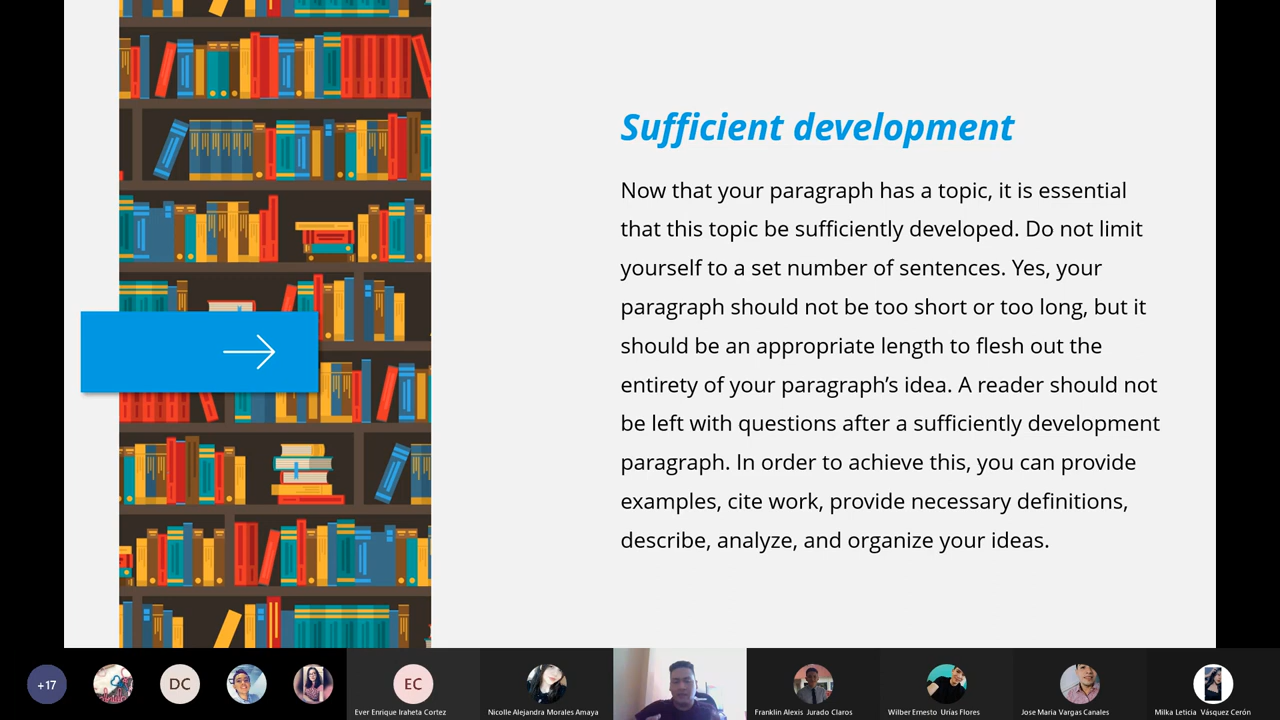 Sufficient development
Now that your paragraph has a topic, it is essential
that this topic be sufficiently developed. Do not limit
yourself to a set number of sentences. Yes, your
paragraph should not be too short or too long, but it
should be an appropriate length to flesh out the
entirety of your paragraph’s idea. A reader should not
be left with questions after a sufficiently development
paragraph. In order to achieve this, you can provide
examples, cite work, provide necessary definitions,
describe, analyze, and organize your ideas.
+17
DC
EC
Ever Enrique Iraheta Cortez
Nicolle Alejandra Morales Amaya
Franklin Alexis Jurado Claros
Wilber Ernesto Urías Flores
Jose Maria Vargas Canales
Milka Leticia Vásquez Cerón